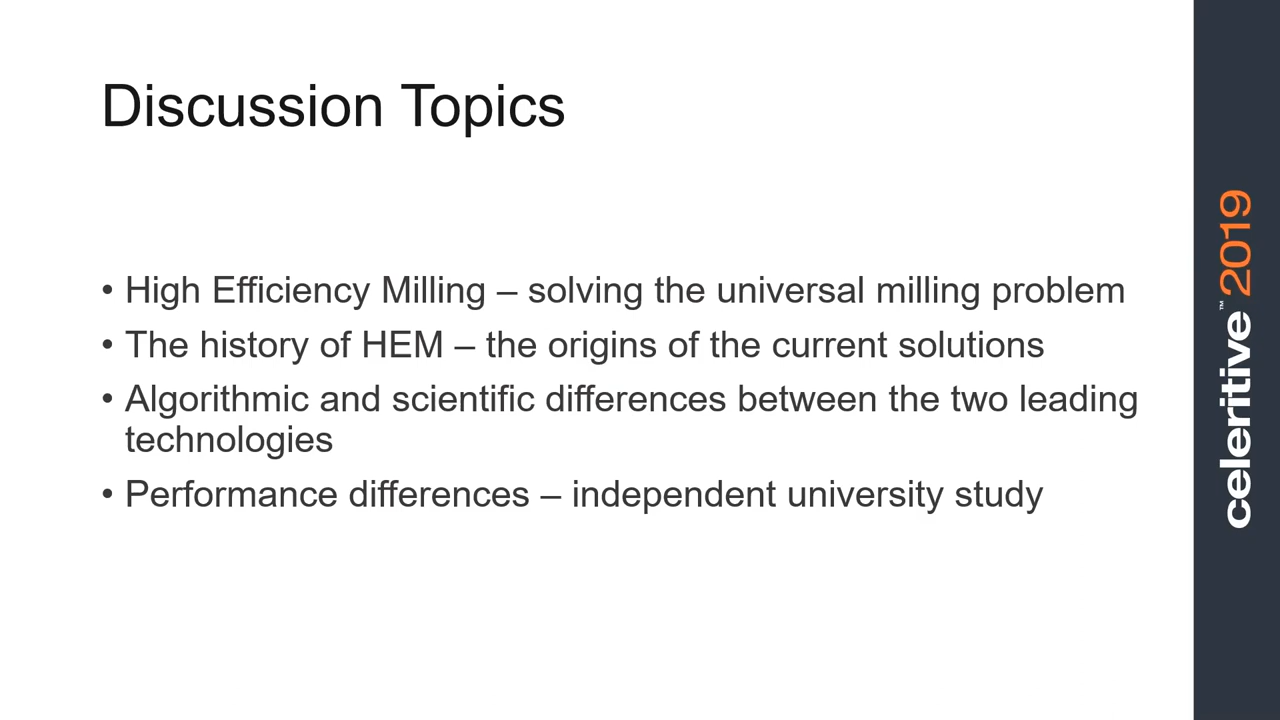 Discussion Topics
• High Efficiency Milling – solving the universal milling problem
• The history of HEM – the origins of the current solutions
• Algorithmic and scientific differences between the two leading
technologies
• Performance differences – independent university study
celeritive™ 2019